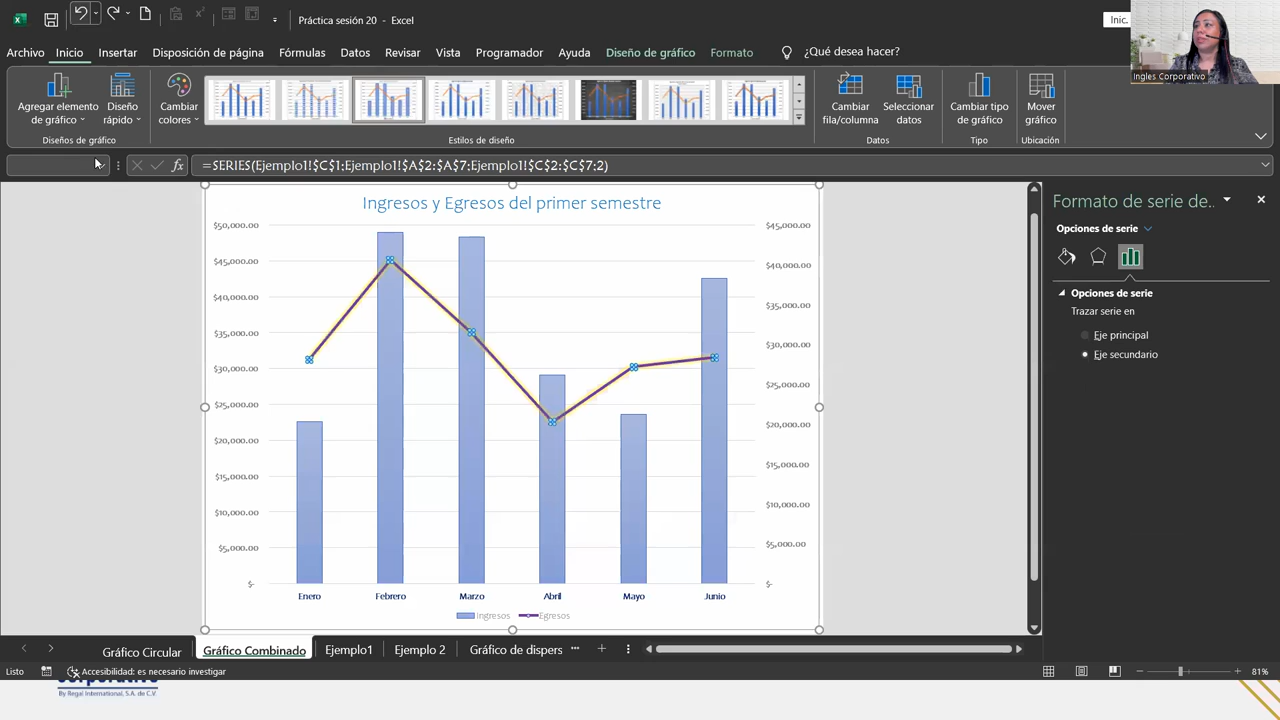 Práctica sesión 20 - Excel
Inic.
Archivo Inicio Insertar Disposición de página Fórmulas Datos Revisar Vista Programador Ayuda Diseño de gráfico Formato ¿Qué desea hacer?
Ingles Corporativo
Agregar elemento de gráfico
Diseño rápido
Cambiar colores
Cambiar fila/columna
Seleccionar datos
Cambiar tipo de gráfico
Mover gráfico
Diseños de gráfico Estilos de diseño Datos Tipo Ubicación
fx =SERIES(Ejemplo1!$C$1;Ejemplo1!$A$2:$A$7;Ejemplo1!$C$2:$C$7;2)
Ingresos y Egresos del primer semestre
$50,000.00 $45,000.00
$45,000.00 $40,000.00
$40,000.00 $35,000.00
$35,000.00 $30,000.00
$30,000.00 $25,000.00
$25,000.00 $20,000.00
$20,000.00 $15,000.00
$15,000.00 $10,000.00
$10,000.00 $5,000.00
$5,000.00
$- $-
Enero Febrero Marzo Abril Mayo Junio
Ingresos Egresos
Formato de serie de..
Opciones de serie
Opciones de serie
Trazar serie en
Eje principal
Eje secundario
Gráfico Circular Gráfico Combinado Ejemplo1 Ejemplo 2 Gráfico de dispers ...
Listo Accesibilidad: es necesario investigar 81%
By Regal International, S.A. de C.V.